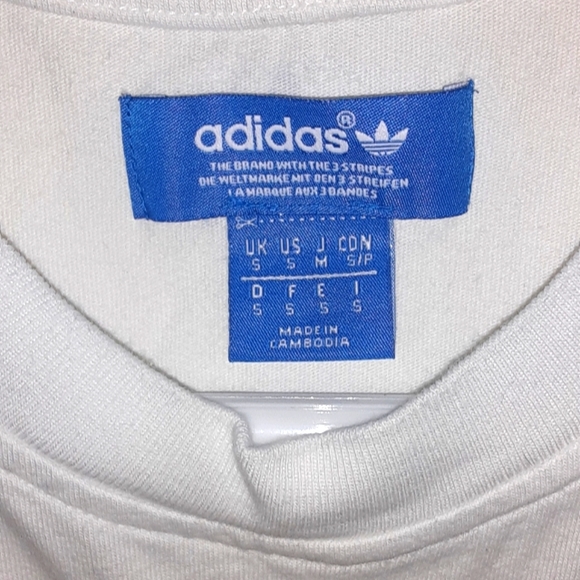 adidas®
THE BRAND WITH THE 3 STRIPES
DIE WELTMARKE MIT DEN 3 STREIFEN
LA MARQUE AUX 3 BANDES
UK US J CDN
S S M S/P
D F E I
S S S S
MADE IN
CAMBODIA